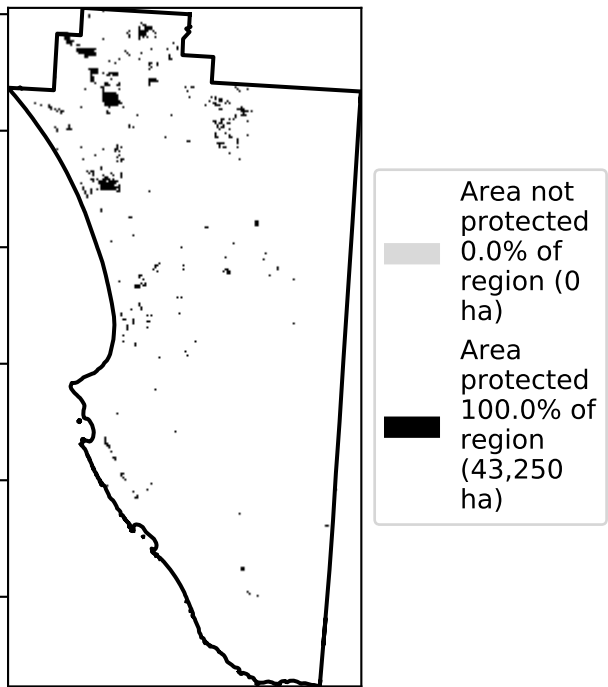 Area not
protected
0.0% of
region (0
ha)
Area
protected
100.0% of
region
(43,250
ha)